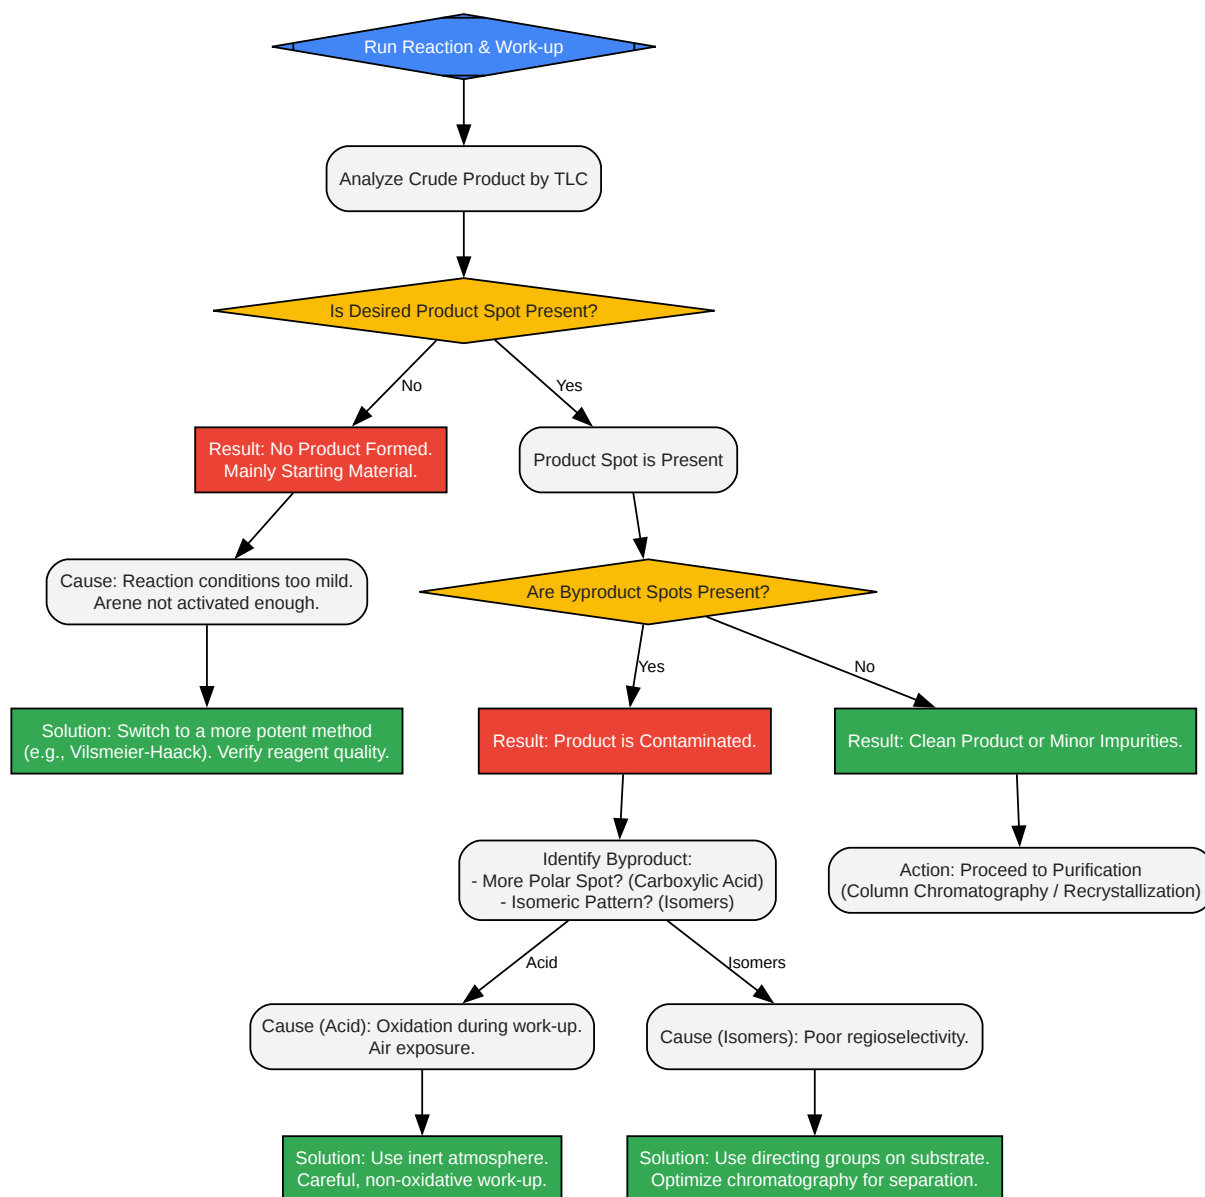 Run Reaction & Work-up
Analyze Crude Product by TLC
Is Desired Product Spot Present?
No
Yes
Result: No Product Formed.
Mainly Starting Material.
Product Spot is Present
Cause: Reaction conditions too mild.
Arene not activated enough.
Are Byproduct Spots Present?
Yes
No
Solution: Switch to a more potent method
(e.g., Vilsmeier-Haack). Verify reagent quality.
Result: Product is Contaminated.
Result: Clean Product or Minor Impurities.
Identify Byproduct:
- More Polar Spot? (Carboxylic Acid)
- Isomeric Pattern? (Isomers)
Action: Proceed to Purification
(Column Chromatography / Recrystallization)
Acid
Isomers
Cause (Acid): Oxidation during work-up.
Air exposure.
Cause (Isomers): Poor regioselectivity.
Solution: Use inert atmosphere.
Careful, non-oxidative work-up.
Solution: Use directing groups on substrate.
Optimize chromatography for separation.